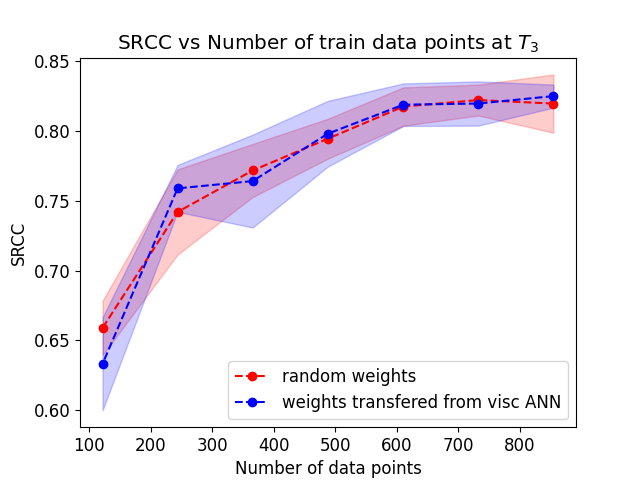 SRCC vs Number of train data points at T₃
0.85
0.80
0.75
0.70
0.65
0.60
SRCC
random weights
weights transfered from visc ANN
100 200 300 400 500 600 700 800
Number of data points